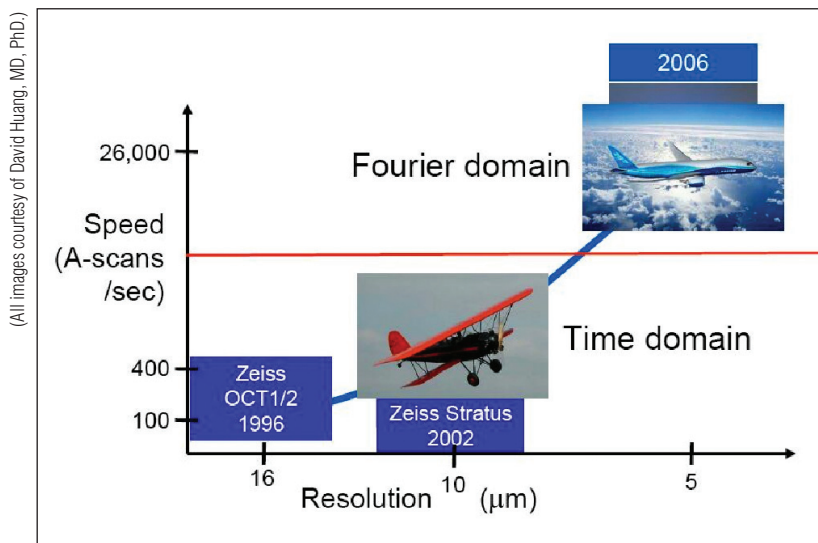 (All images courtesy of David Huang, MD, PhD.)
2006
26,000
Fourier domain
Speed
(A-scans
/sec)
Time domain
400
Zeiss
OCT1/2
1996
100
Zeiss Stratus
2002
16
10
5
Resolution (μm)